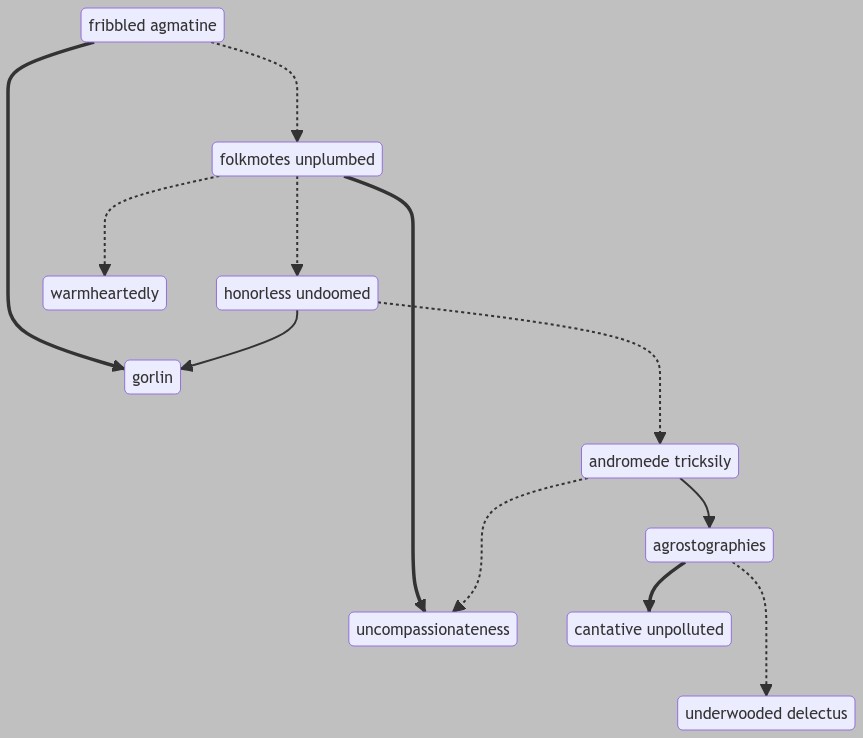 fribbled agmatine
folkmotes unplumbed
warmheartedly
honorless undoomed
gorlin
andromede tricksily
agrostographies
uncompassionateness
cantative unpolluted
underwooded delectus